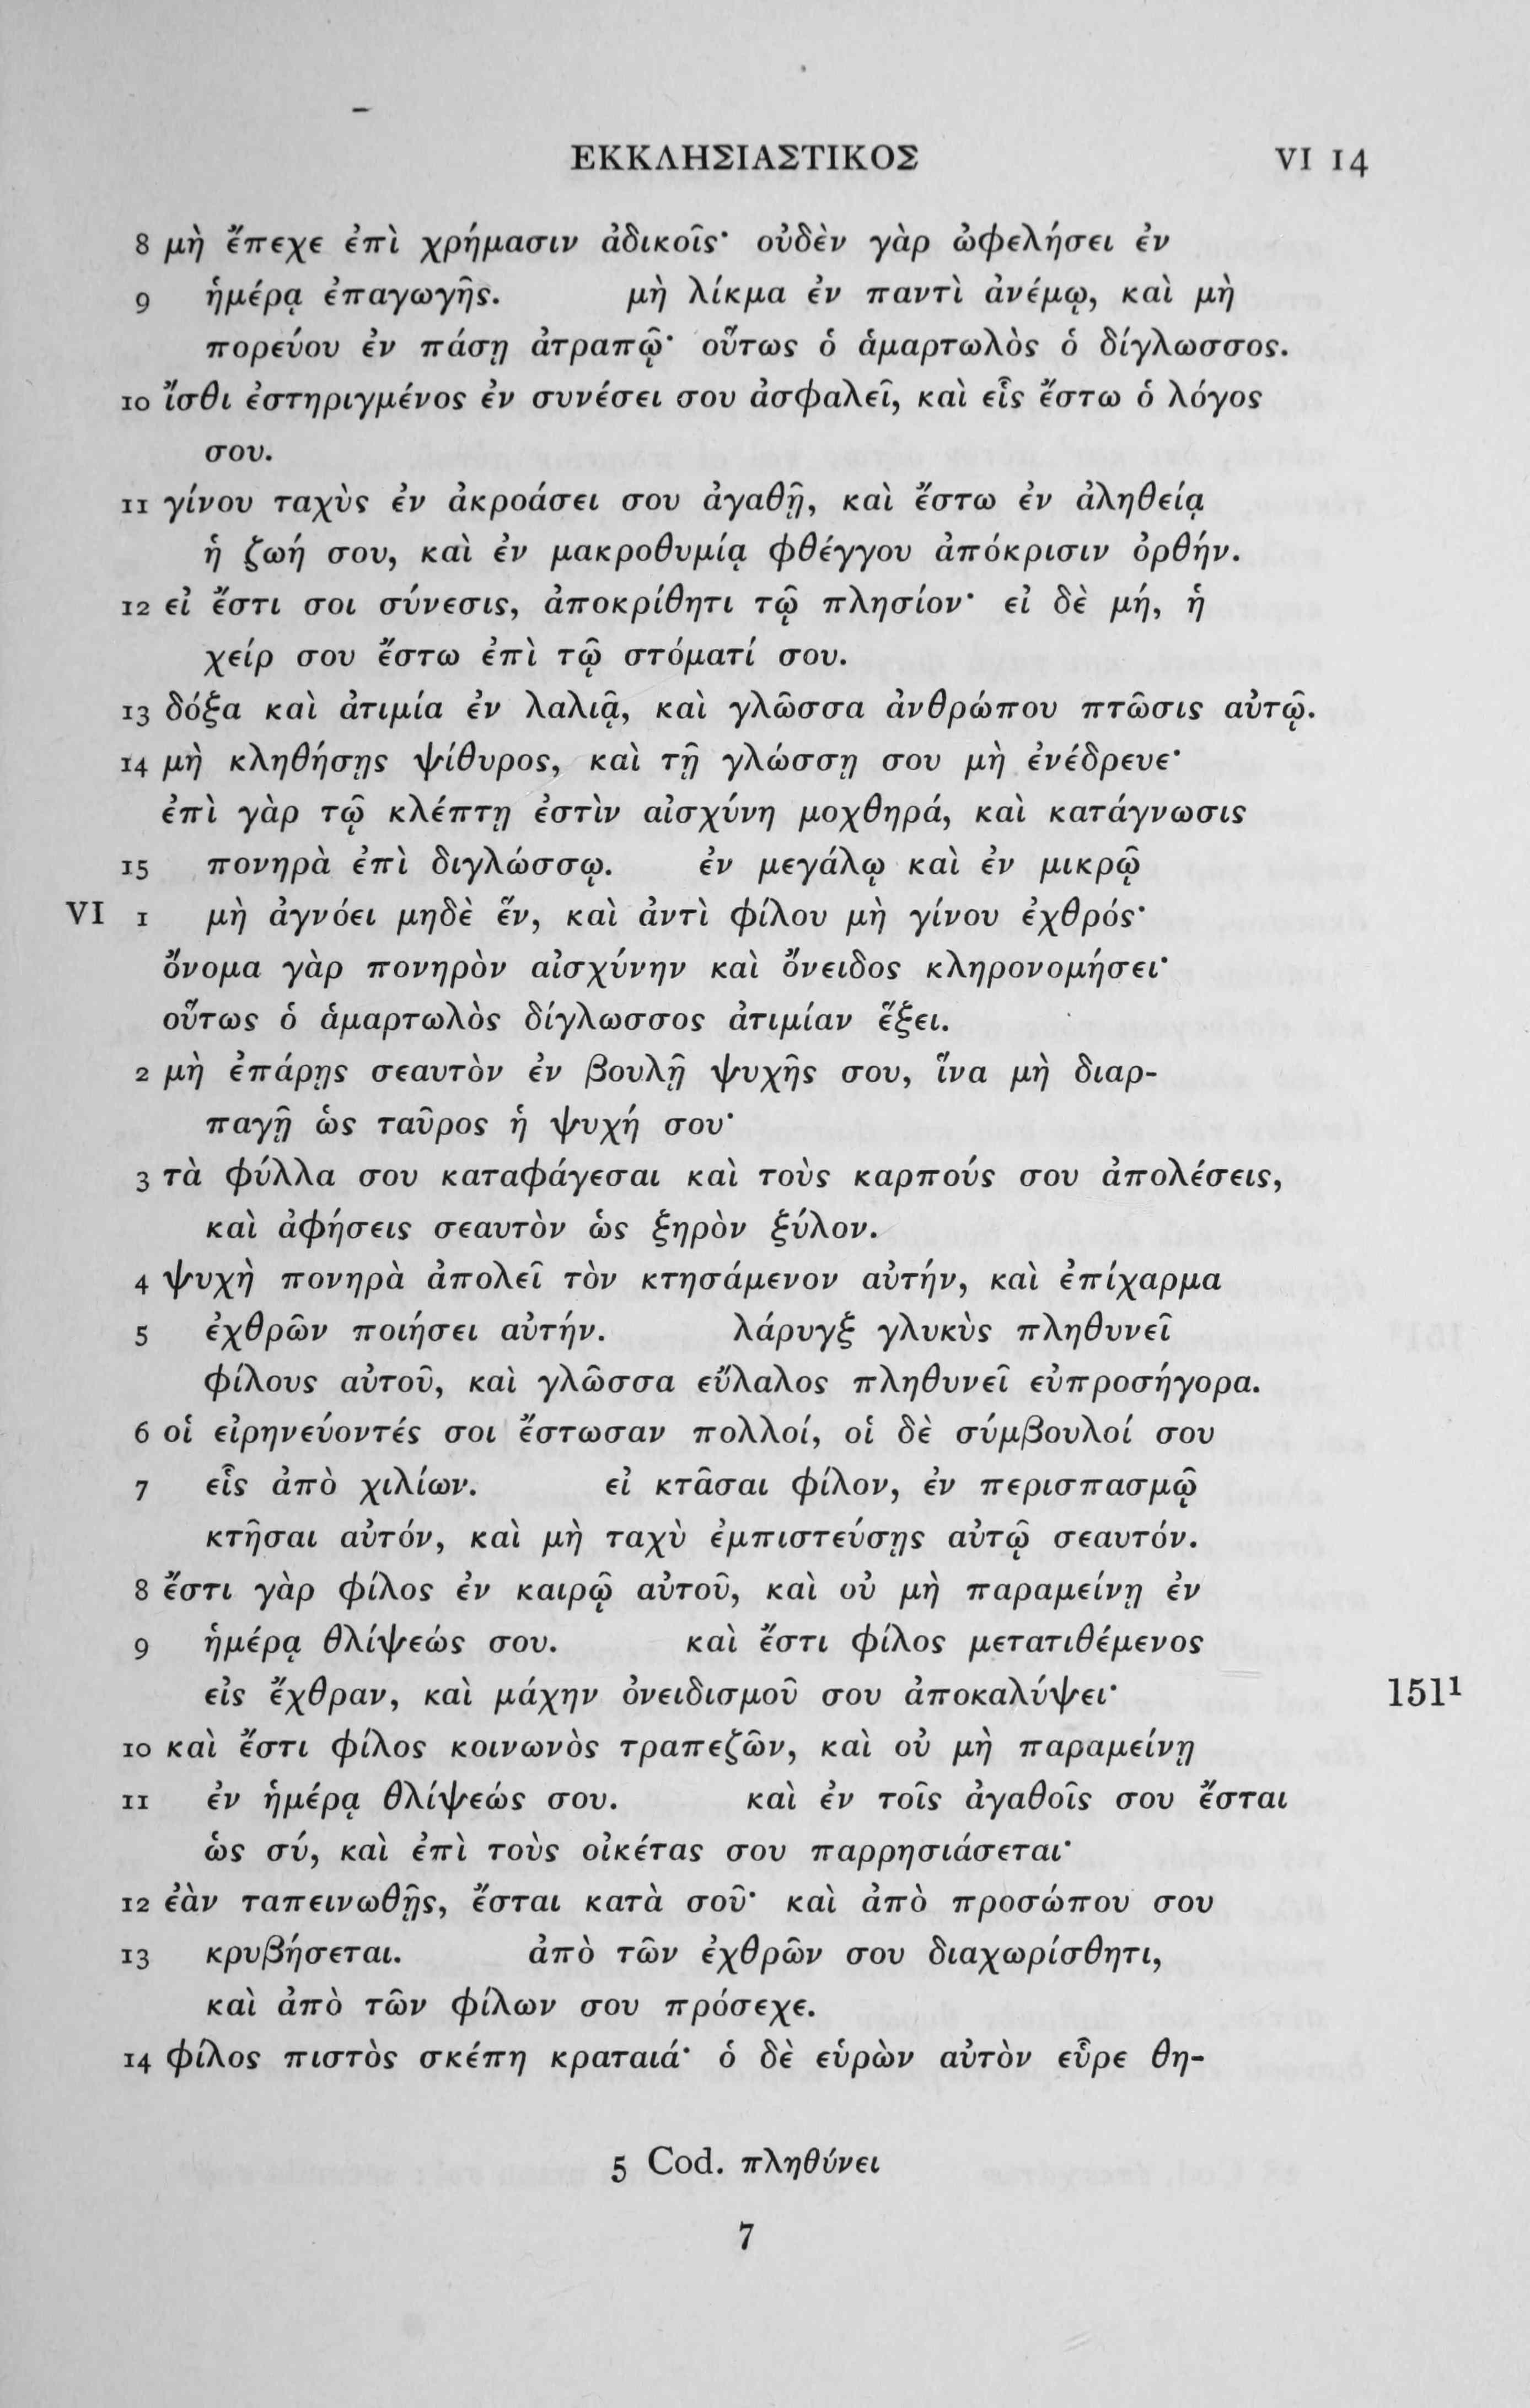 ΕΚΚΛΗΣΙΑΣΤΙΚΟΣ VI 14
8 μὴ ἔπεχε ἐπὶ χρήμασιν ἀδικοῖς· οὐδὲν γὰρ ὠφελήσει ἐν
9 ἡμέρᾳ ἐπαγωγῆς. μὴ λίκμα ἐν παντὶ ἀνέμῳ, καὶ μὴ
πορεύου ἐν πάσῃ ἀτραπῷ· οὕτως ὁ ἁμαρτωλὸς ὁ δίγλωσσος.
10 ἴσθι ἐστηριγμένος ἐν συνέσει σου ἀσφαλεῖ, καὶ εἷς ἔστω ὁ λόγος
σου.
11 γίνου ταχὺς ἐν ἀκροάσει σου ἀγαθῇ, καὶ ἔστω ἐν ἀληθείᾳ
ἡ ζωή σου, καὶ ἐν μακροθυμίᾳ φθέγγου ἀπόκρισιν ὀρθήν.
12 εἰ ἔστι σοι σύνεσις, ἀποκρίθητι τῷ πλησίον· εἰ δὲ μή, ἡ
χείρ σου ἔστω ἐπὶ τῷ στόματί σου.
13 δόξα καὶ ἀτιμία ἐν λαλιᾷ, καὶ γλῶσσα ἀνθρώπου πτῶσις αὐτῷ.
14 μὴ κληθήσῃς ψίθυρος, καὶ τῇ γλώσσῃ σου μὴ ἐνέδρευε·
ἐπὶ γὰρ τῷ κλέπτῃ ἐστὶν αἰσχύνη μοχθηρά, καὶ κατάγνωσις
15 πονηρὰ ἐπὶ διγλώσσῳ. ἐν μεγάλῳ καὶ ἐν μικρῷ
VI 1 μὴ ἀγνόει μηδὲ ἕν, καὶ ἀντὶ φίλου μὴ γίνου ἐχθρός·
ὄνομα γὰρ πονηρὸν αἰσχύνην καὶ ὄνειδος κληρονομήσει·
οὕτως ὁ ἁμαρτωλὸς δίγλωσσος ἀτιμίαν ἕξει.
2 μὴ ἐπάρῃς σεαυτὸν ἐν βουλῇ ψυχῆς σου, ἵνα μὴ διαρ-
παγῇ ὡς ταῦρος ἡ ψυχή σου·
3 τὰ φύλλα σου καταφάγεσαι καὶ τοὺς καρπούς σου ἀπολέσεις,
καὶ ἀφήσεις σεαυτὸν ὡς ξηρὸν ξύλον.
4 ψυχὴ πονηρὰ ἀπολεῖ τὸν κτησάμενον αὐτήν, καὶ ἐπίχαρμα
5 ἐχθρῶν ποιήσει αὐτήν. λάρυγξ γλυκὺς πληθυνεῖ
φίλους αὐτοῦ, καὶ γλῶσσα εὔλαλος πληθυνεῖ εὐπροσήγορα.
6 οἱ εἰρηνεύοντές σοι ἔστωσαν πολλοί, οἱ δὲ σύμβουλοί σου
7 εἷς ἀπὸ χιλίων. εἰ κτᾶσαι φίλον, ἐν περισπασμῷ
κτῆσαι αὐτόν, καὶ μὴ ταχὺ ἐμπιστεύσῃς αὐτῷ σεαυτόν.
8 ἔστι γὰρ φίλος ἐν καιρῷ αὐτοῦ, καὶ οὐ μὴ παραμείνῃ ἐν
9 ἡμέρᾳ θλίψεώς σου. καὶ ἔστι φίλος μετατιθέμενος
εἰς ἔχθραν, καὶ μάχην ὀνειδισμοῦ σου ἀποκαλύψει· 151¹
10 καὶ ἔστι φίλος κοινωνὸς τραπεζῶν, καὶ οὐ μὴ παραμείνῃ
11 ἐν ἡμέρᾳ θλίψεώς σου. καὶ ἐν τοῖς ἀγαθοῖς σου ἔσται
ὡς σύ, καὶ ἐπὶ τοὺς οἰκέτας σου παρρησιάσεται·
12 ἐὰν ταπεινωθῇς, ἔσται κατὰ σοῦ· καὶ ἀπὸ προσώπου σου
13 κρυβήσεται. ἀπὸ τῶν ἐχθρῶν σου διαχωρίσθητι,
καὶ ἀπὸ τῶν φίλων σου πρόσεχε.
14 φίλος πιστὸς σκέπη κραταιά· ὁ δὲ εὑρὼν αὐτὸν εὗρε θη-
5 Cod. πληθύνει
7